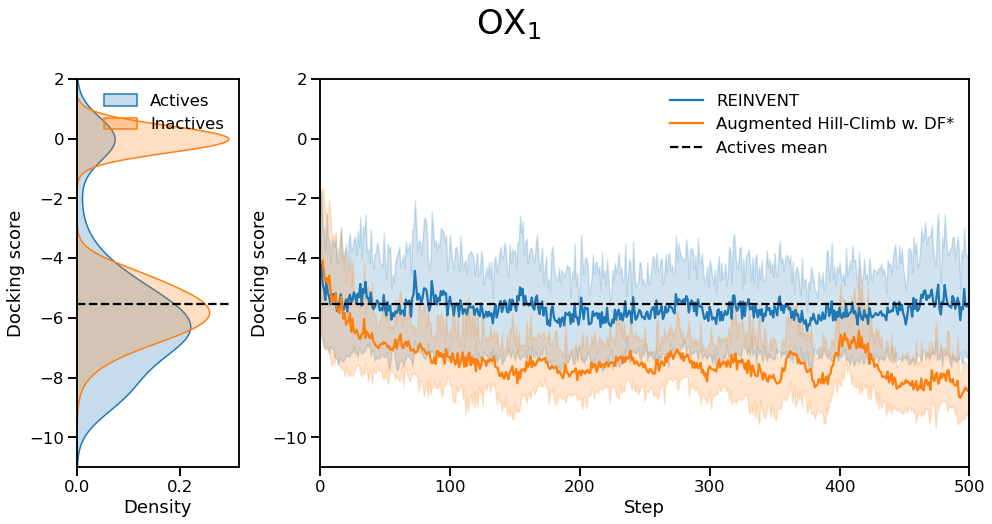 OX₁
2
0
−2
−4
−6
−8
−10
Docking score
0.0 0.2
Density
Actives
Inactives
2
0
−2
−4
−6
−8
−10
Docking score
0 100 200 300 400 500
Step
REINVENT
Augmented Hill-Climb w. DF*
Actives mean